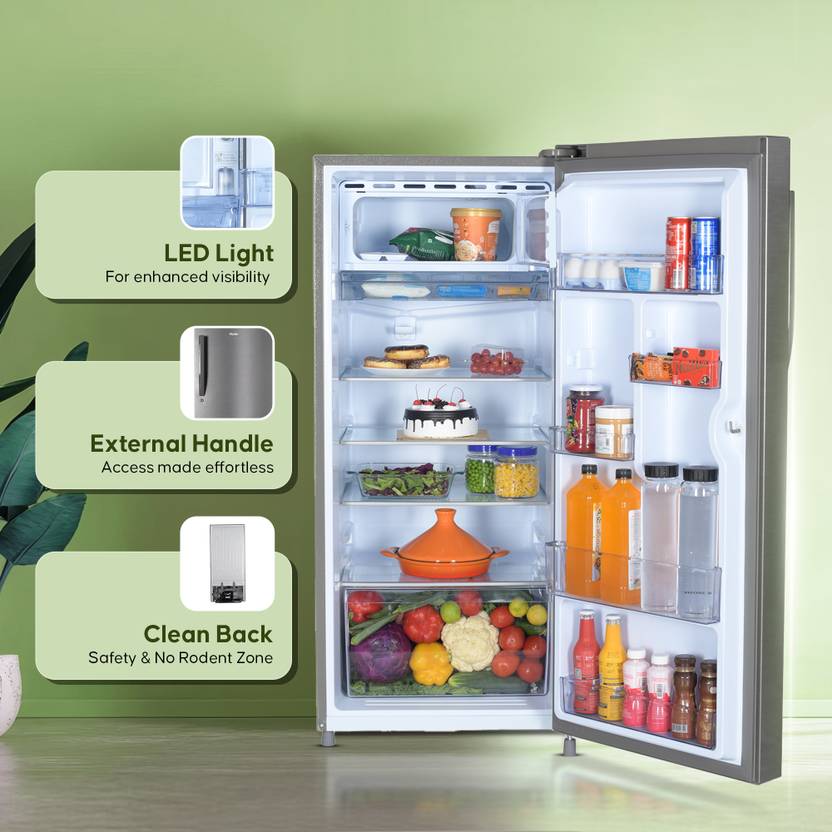 LED Light
For enhanced visibility
External Handle
Access made effortless
Clean Back
Safety & No Rodent Zone